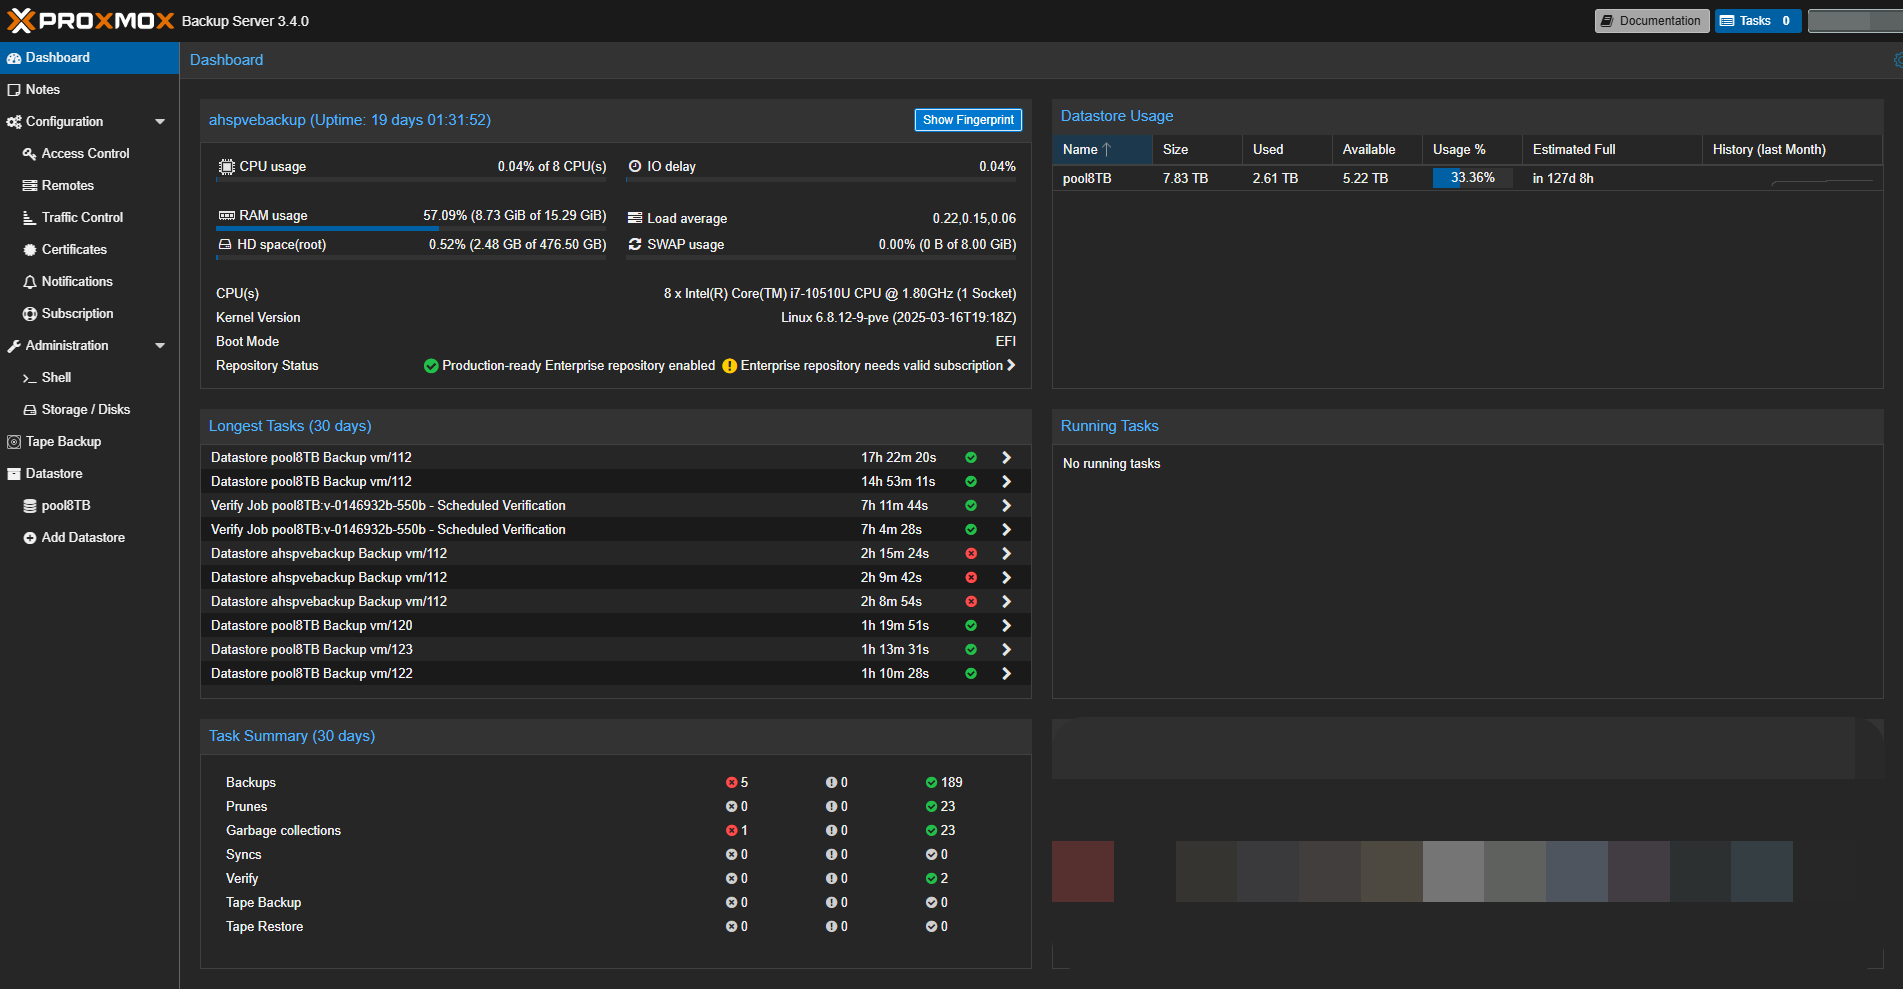 PROXMOX Backup Server 3.4.0
Documentation
Tasks 0
Dashboard
Notes
Configuration
Access Control
Remotes
Traffic Control
Certificates
Notifications
Subscription
Administration
Shell
Storage / Disks
Tape Backup
Datastore
pool8TB
Add Datastore
Dashboard
ahspvebackup (Uptime: 19 days 01:31:52)
Show Fingerprint
CPU usage 0.04% of 8 CPU(s)
IO delay 0.04%
RAM usage 57.09% (8.73 GiB of 15.29 GiB)
Load average 0.22,0.15,0.06
HD space(root) 0.52% (2.48 GB of 476.50 GB)
SWAP usage 0.00% (0 B of 8.00 GiB)
CPU(s) 8 x Intel(R) Core(TM) i7-10510U CPU @ 1.80GHz (1 Socket)
Kernel Version Linux 6.8.12-9-pve (2025-03-16T19:18Z)
Boot Mode EFI
Repository Status Production-ready Enterprise repository enabled Enterprise repository needs valid subscription
Datastore Usage
Name Size Used Available Usage % Estimated Full History (last Month)
pool8TB 7.83 TB 2.61 TB 5.22 TB 33.36% in 127d 8h
Longest Tasks (30 days)
Datastore pool8TB Backup vm/112 17h 22m 20s
Datastore pool8TB Backup vm/112 14h 53m 11s
Verify Job pool8TB:v-0146932b-550b - Scheduled Verification 7h 11m 44s
Verify Job pool8TB:v-0146932b-550b - Scheduled Verification 7h 4m 28s
Datastore ahspvebackup Backup vm/112 2h 15m 24s
Datastore ahspvebackup Backup vm/112 2h 9m 42s
Datastore ahspvebackup Backup vm/112 2h 8m 54s
Datastore pool8TB Backup vm/120 1h 19m 51s
Datastore pool8TB Backup vm/123 1h 13m 31s
Datastore pool8TB Backup vm/122 1h 10m 28s
Running Tasks
No running tasks
Task Summary (30 days)
Backups 5 0 189
Prunes 0 0 23
Garbage collections 1 0 23
Syncs 0 0 0
Verify 0 0 2
Tape Backup 0 0 0
Tape Restore 0 0 0